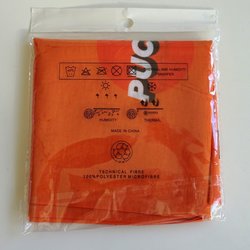 PUC
HUMIDITY
THERMAL
MADE IN CHINA
TECHNICAL FIBRE
100% POLYESTER MICROFIBRE